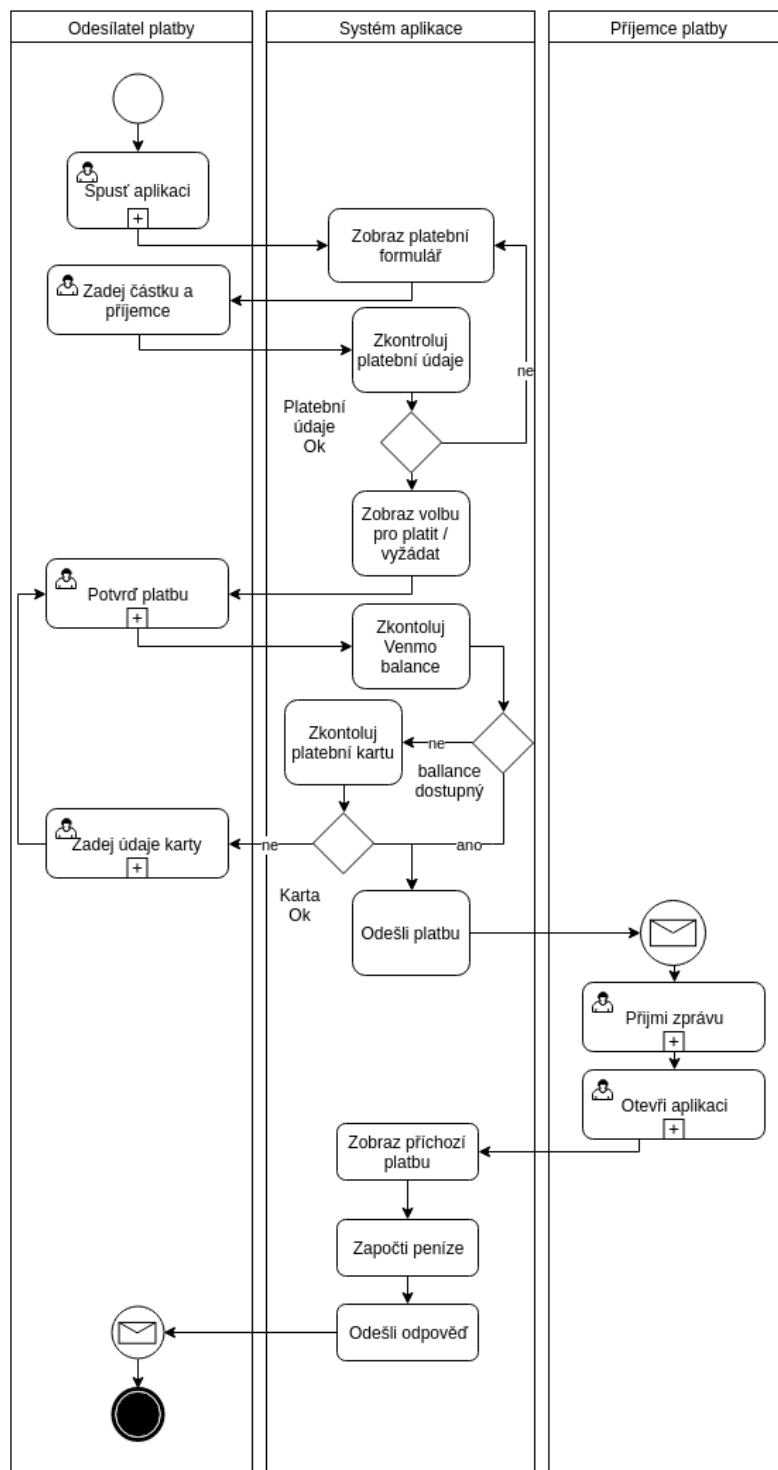 Odesílatel platby
Systém aplikace
Příjemce platby
Spusť aplikaci
Zobraz platební
formulář
Zadej částku a
příjemce
Zkontroluj
platební údaje
ne
Platební
údaje
Ok
Zobraz volbu
pro platit /
vyžádat
Potvrď platbu
Zkontoluj
Venmo
balance
Zkontoluj
platební kartu
ne
ballance
dostupný
Zadej údaje karty
ne
ano
Karta
Ok
Odešli platbu
Přijmi zprávu
Otevři aplikaci
Zobraz příchozí
platbu
Započti peníze
Odešli odpověď